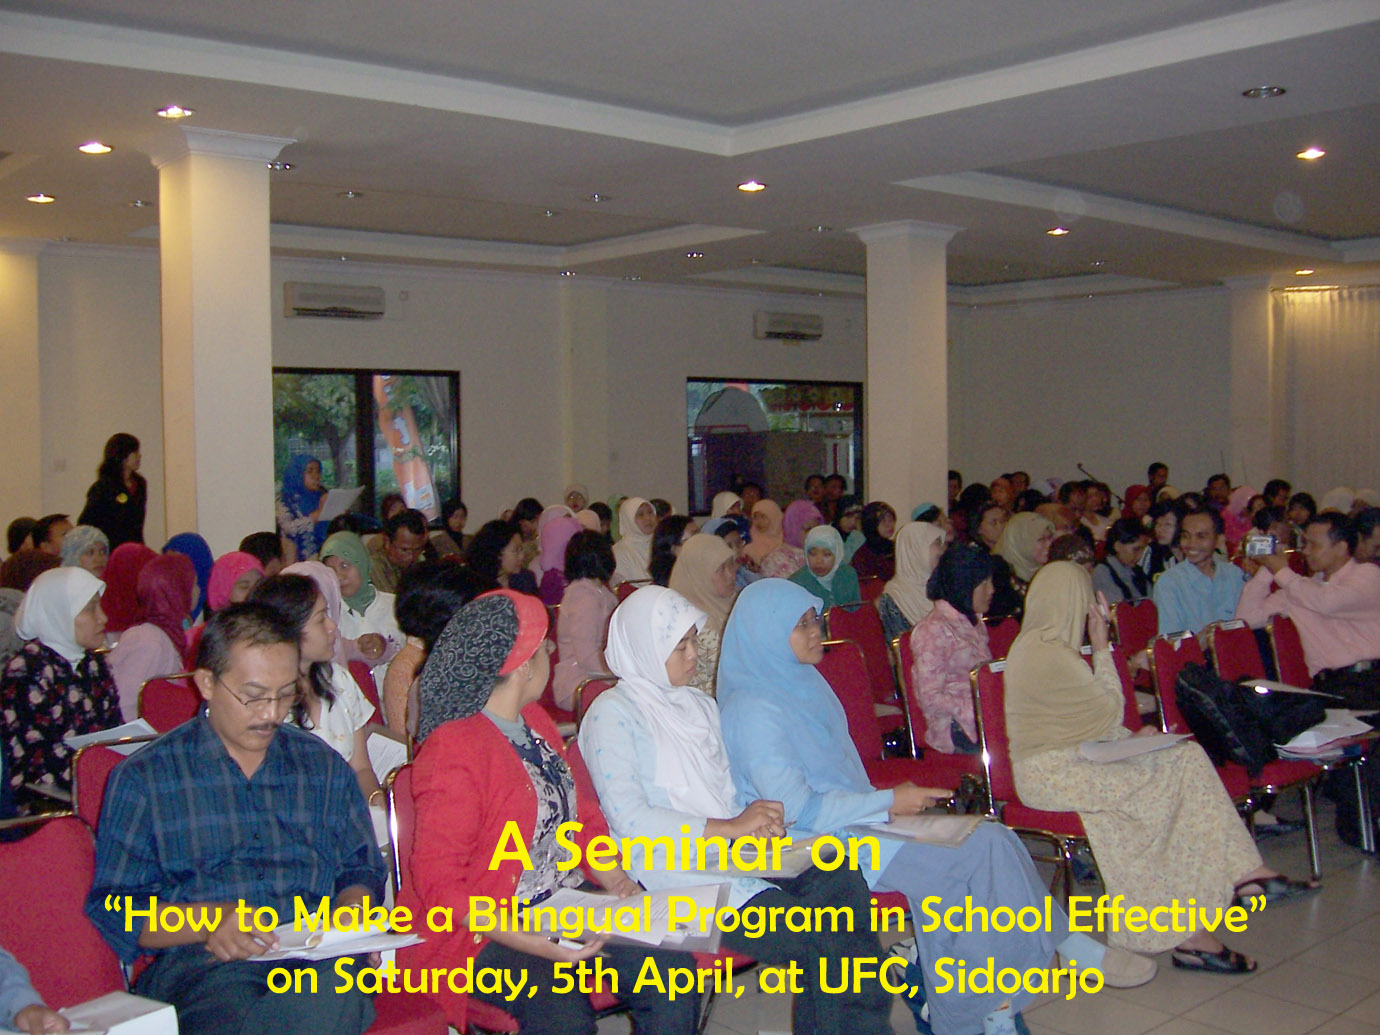 A Seminar on
“How to Make a Bilingual Program in School Effective”
on Saturday, 5th April, at UFC, Sidoarjo